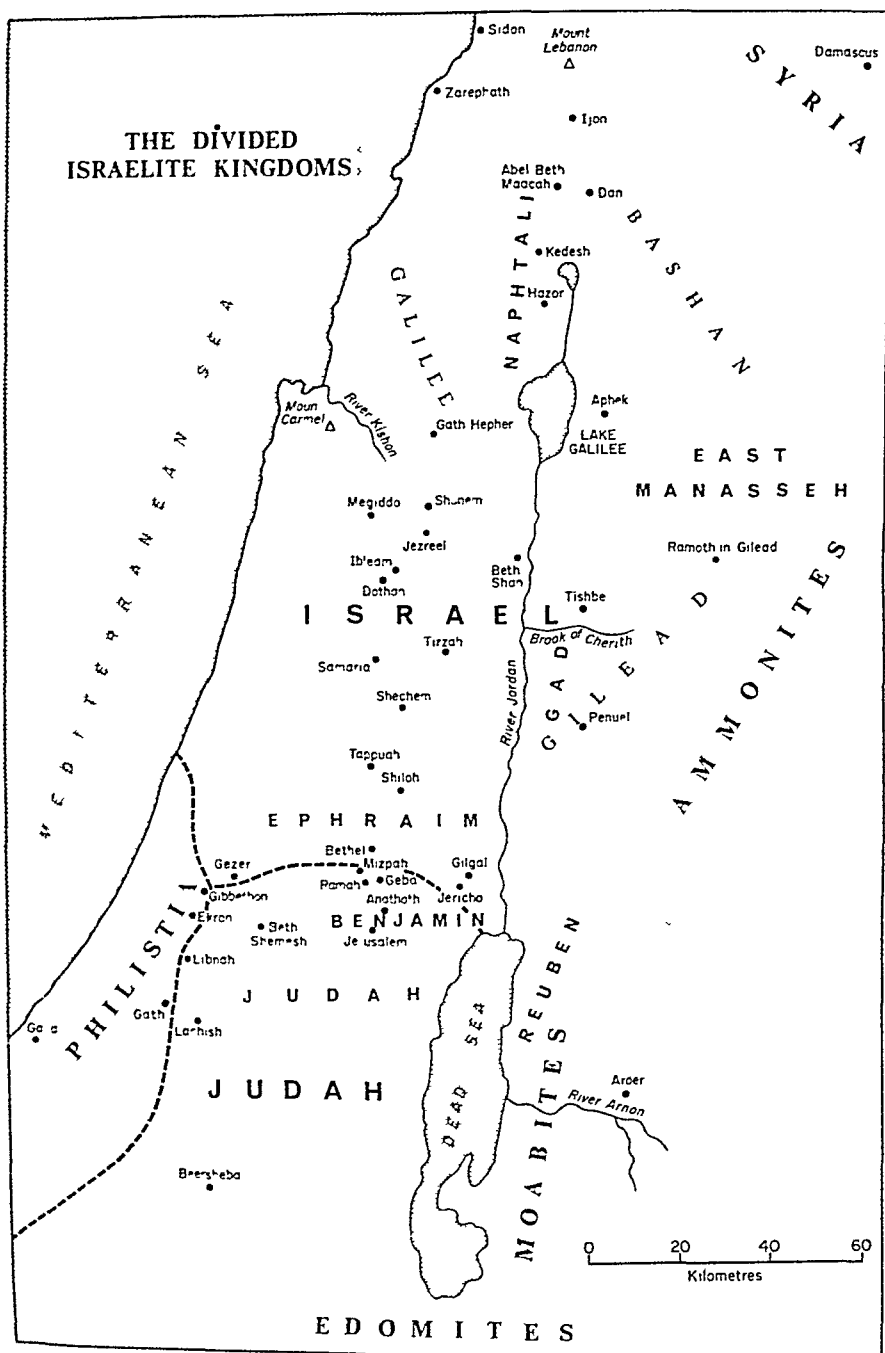 Sidon
Mount
Lebanon
Damascus
SYRIA
Zarephath
Ijon
THE DIVIDED
ISRAELITE KINGDOMS
Abel Beth
Maacah
Dan
BASHAN
NAPHTALI
Kedesh
GALILEE
Hazor
MEDITERRANEAN SEA
Moun
Carmel
River Kishon
Gath Hepher
Aphek
LAKE
GALILEE
EAST
MANASSEH
Megiddo
Shunem
Jezreel
Ibleam
Dothan
Beth
Shan
Ramoth in Gilead
ISRAEL
Tishbe
Brook of Cherith
Tirzah
Samaria
GAD
GILEAD
AMMONITES
Shechem
River Jordan
Penuel
Tappuah
Shiloh
EPHRAIM
Bethel
Mizpah
Gezer
Gilgal
Ramah
Geba
Gibbethon
Jericho
Anathoth
Ekron
BENJAMIN
Beth
Shemesh
Jerusalem
PHILISTIA
Libnah
REUBEN
JUDAH
Gath
Lachish
DEAD SEA
JUDAH
MOABITES
Aroer
River Arnon
Beersheba
0 20 40 60
Kilometres
EDOMITES